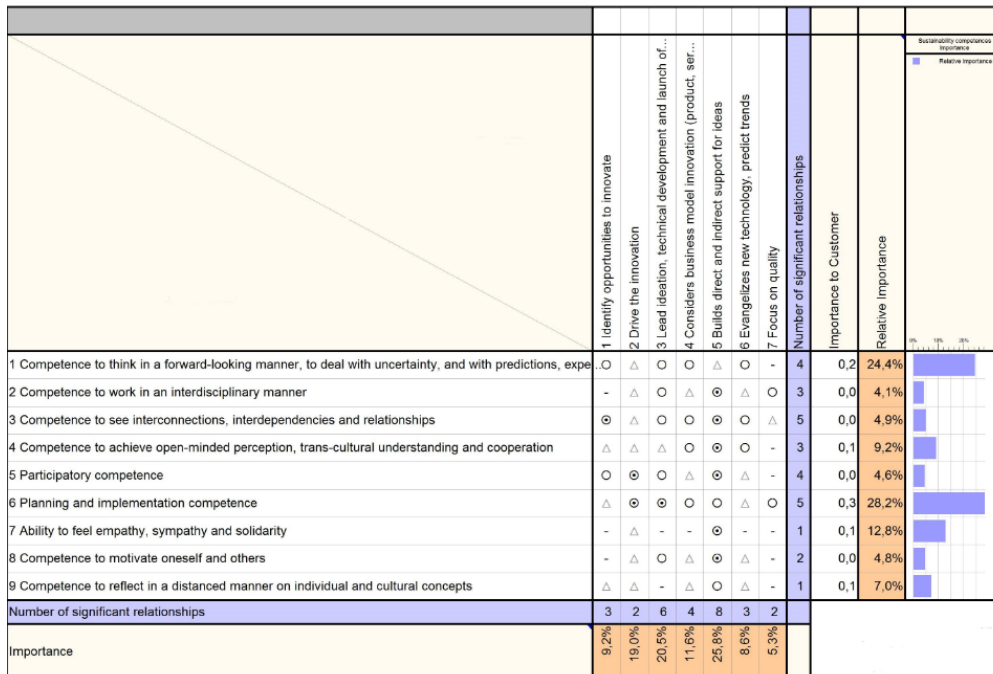 1 Identify opportunities to innovate
2 Drive the innovation
3 Lead ideation, technical development and launch of...
4 Considers business model innovation (product, ser...
5 Builds direct and indirect support for ideas
6 Evangelizes new technology, predict trends
7 Focus on quality
Number of significant relationships
Importance to Customer
Relative Importance
Sustainability competences
Importance
Relative Importance
0% 10% 20%
1 Competence to think in a forward-looking manner, to deal with uncertainty, and with predictions, expe... ○ △ ○ ○ △ ○ - 4 0,2 24,4%
2 Competence to work in an interdisciplinary manner - △ ○ △ ⦿ △ ○ 3 0,0 4,1%
3 Competence to see interconnections, interdependencies and relationships ⦿ △ ○ ○ ⦿ ○ △ 5 0,0 4,9%
4 Competence to achieve open-minded perception, trans-cultural understanding and cooperation △ △ △ ○ ⦿ ○ - 3 0,1 9,2%
5 Participatory competence ○ ⦿ ○ △ ⦿ △ - 4 0,0 4,6%
6 Planning and implementation competence △ ⦿ ⦿ ○ ○ △ ○ 5 0,3 28,2%
7 Ability to feel empathy, sympathy and solidarity - △ - - ⦿ - - 1 0,1 12,8%
8 Competence to motivate oneself and others - △ ○ △ ⦿ △ - 2 0,0 4,8%
9 Competence to reflect in a distanced manner on individual and cultural concepts △ △ - △ ○ △ - 1 0,1 7,0%
Number of significant relationships 3 2 6 4 8 3 2
Importance 9,2% 19,0% 20,5% 11,6% 25,8% 8,6% 5,3%